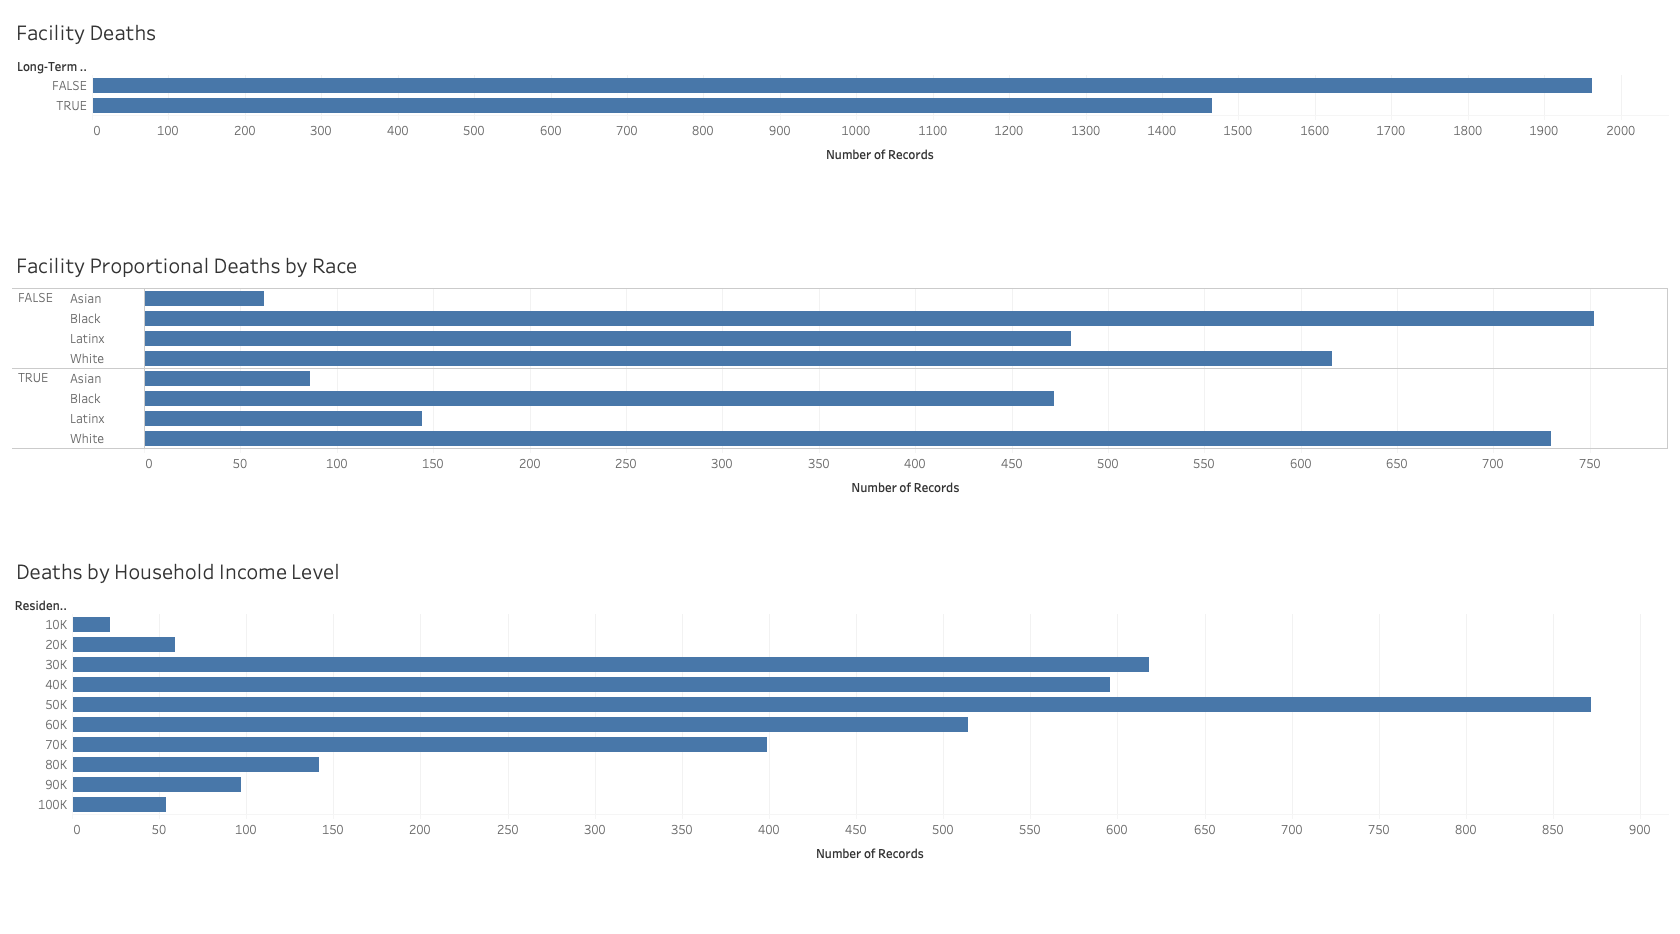 Facility Deaths
Long-Term ..
FALSE
TRUE
0 100 200 300 400 500 600 700 800 900 1000 1100 1200 1300 1400 1500 1600 1700 1800 1900 2000
Number of Records
Facility Proportional Deaths by Race
FALSE Asian
Black
Latinx
White
TRUE Asian
Black
Latinx
White
0 50 100 150 200 250 300 350 400 450 500 550 600 650 700 750
Number of Records
Deaths by Household Income Level
Residen..
10K
20K
30K
40K
50K
60K
70K
80K
90K
100K
0 50 100 150 200 250 300 350 400 450 500 550 600 650 700 750 800 850 900
Number of Records